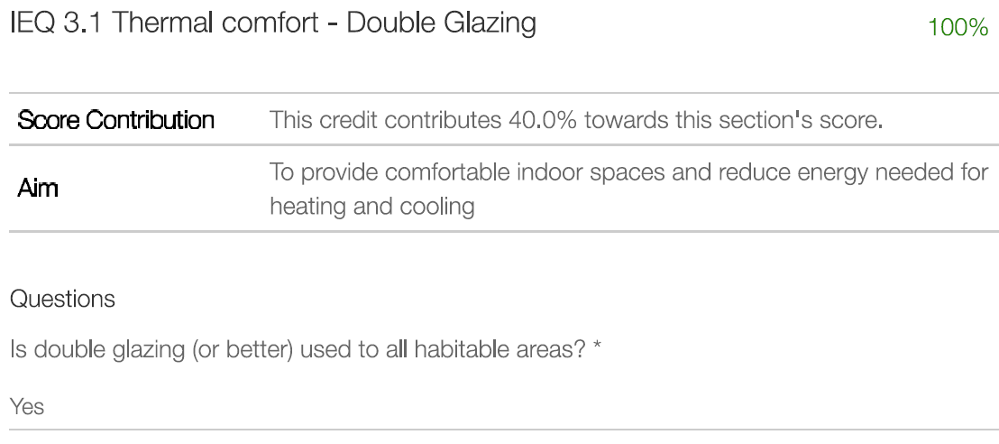 IEQ 3.1 Thermal comfort - Double Glazing 100%
Score Contribution This credit contributes 40.0% towards this section's score.
Aim To provide comfortable indoor spaces and reduce energy needed for
heating and cooling
Questions
Is double glazing (or better) used to all habitable areas? *
Yes